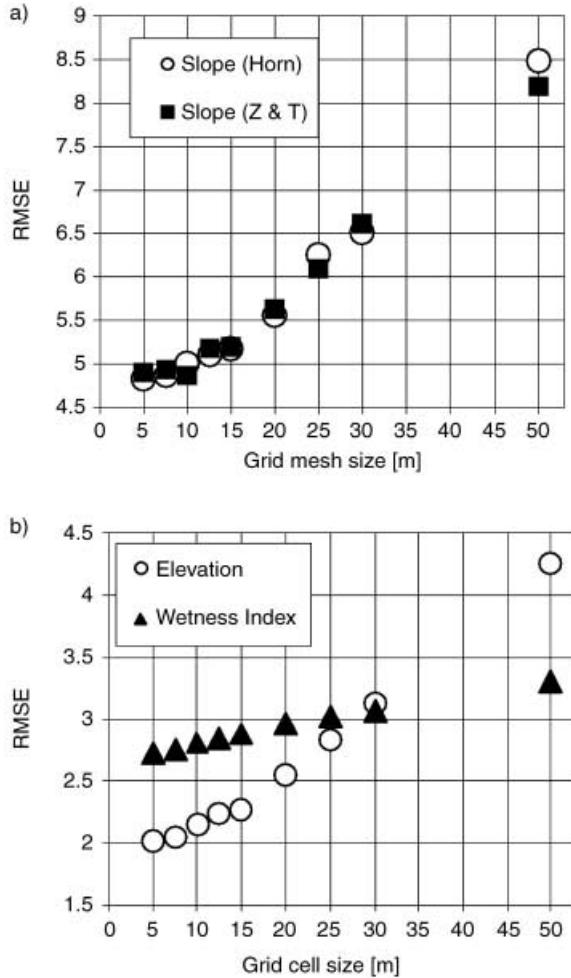 a)
9
8.5
8
7.5
7
6.5
6
5.5
5
4.5
RMSE
Slope (Horn)
Slope (Z & T)
0 5 10 15 20 25 30 35 40 45 50
Grid mesh size [m]
b)
4.5
4
3.5
3
2.5
2
1.5
RMSE
Elevation
Wetness Index
0 5 10 15 20 25 30 35 40 45 50
Grid cell size [m]